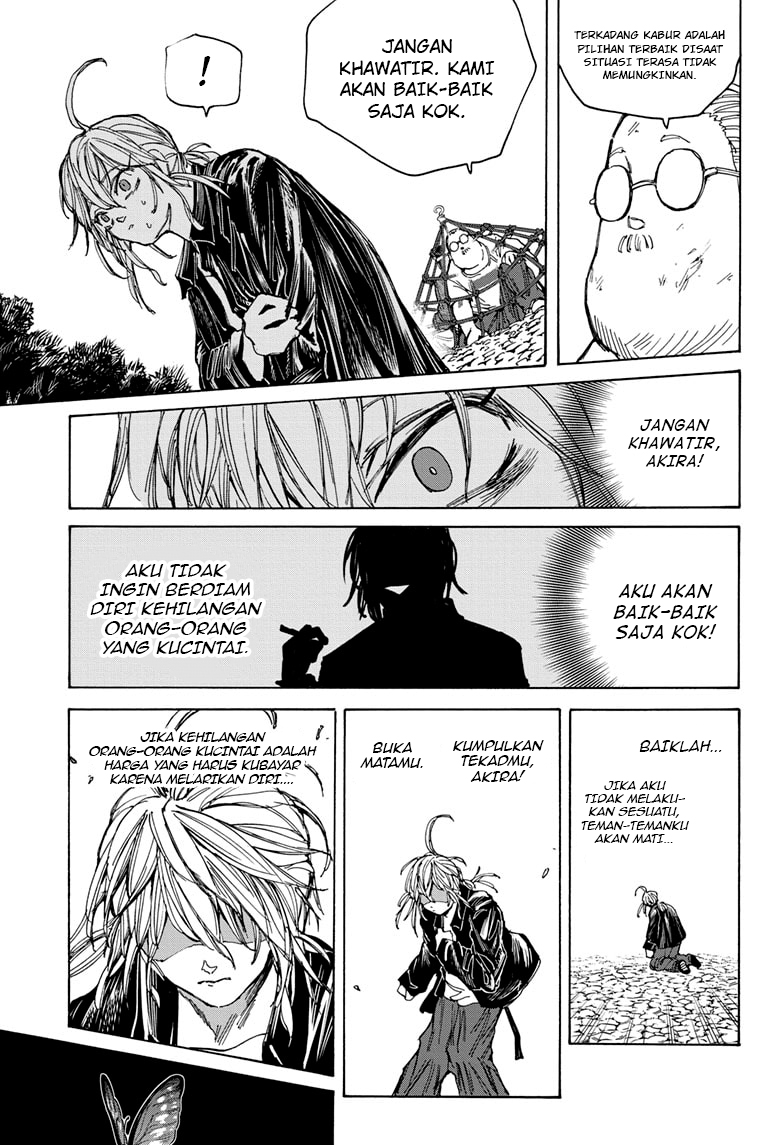 TERKADANG KABUR ADALAH
PILIHAN TERBAIK DISAAT
SITUASI TERASA TIDAK
MEMUNGKINKAN.
JANGAN
KHAWATIR. KAMI
AKAN BAIK-BAIK
SAJA KOK.
!
JANGAN
KHAWATIR,
AKIRA!
AKU AKAN
BAIK-BAIK
SAJA KOK!
AKU TIDAK
INGIN BERDIAM
DIRI KEHILANGAN
ORANG-ORANG
YANG KUCINTAI.
BAIKLAH...
JIKA AKU
TIDAK MELAKU-
KAN SESUATU,
TEMAN-TEMANKU
AKAN MATI...
KUMPULKAN
TEKADMU,
AKIRA!
BUKA
MATAMU.
JIKA KEHILANGAN
ORANG-ORANG KUCINTAI ADALAH
HARGA YANG HARUS KUBAYAR
KARENA MELARIKAN DIRI....